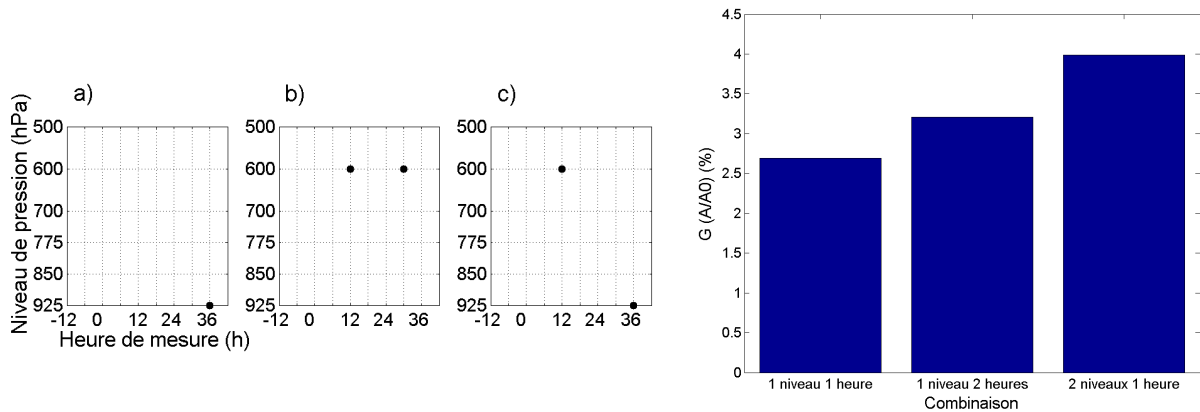 a)
Niveau de pression (hPa)
500
600
700
775
850
925
-12 0 12 24 36
Heure de mesure (h)
b)
500
600
700
775
850
925
-12 0 12 24 36
c)
500
600
700
775
850
925
-12 0 12 24 36
G (A/A0) (%)
4.5
4
3.5
3
2.5
2
1.5
1
0.5
0
1 niveau 1 heure 1 niveau 2 heures 2 niveaux 1 heure
Combinaison